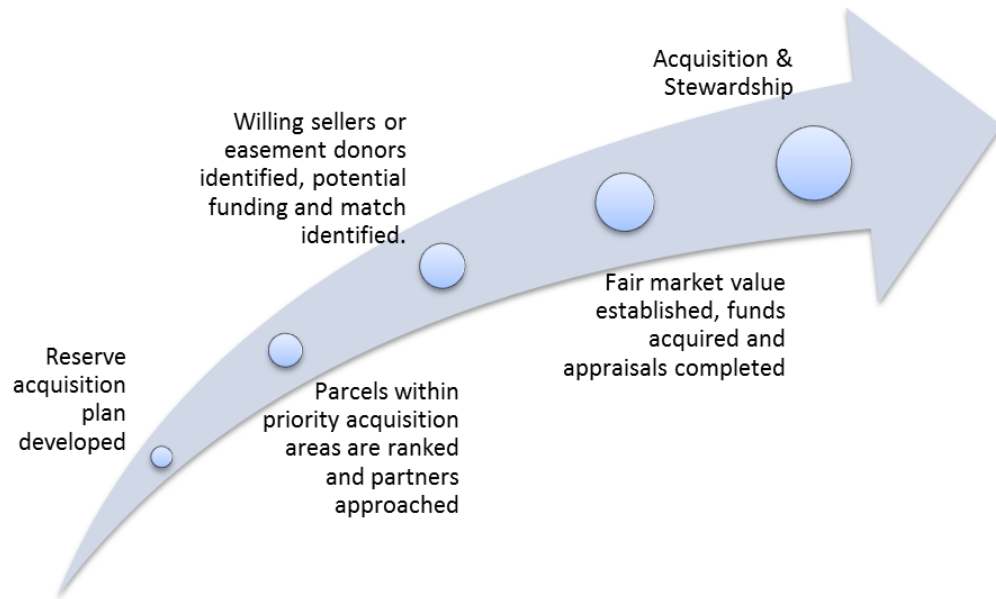 Reserve
acquisition
plan
developed
Parcels within
priority acquisition
areas are ranked
and partners
approached
Willing sellers or
easement donors
identified, potential
funding and match
identified.
Fair market value
established, funds
acquired and
appraisals completed
Acquisition &
Stewardship